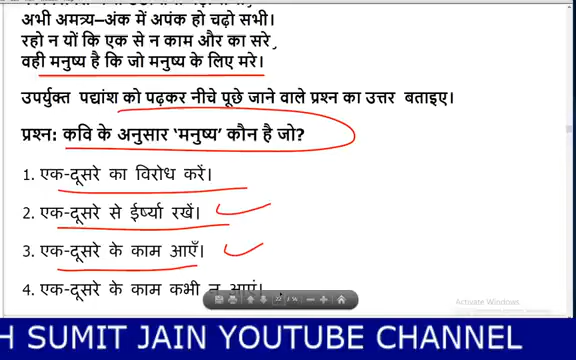 अभी अमर्त्य–अंक में अपंक हो चढ़ो सभी।
रहो न यों कि एक से न काम और का सरे,
वही मनुष्य है कि जो मनुष्य के लिए मरे।
उपर्युक्त पद्यांश को पढ़कर नीचे पूछे जाने वाले प्रश्न का उत्तर बताइए।
प्रश्न: कवि के अनुसार 'मनुष्य' कौन है जो?
1. एक-दूसरे का विरोध करें।
2. एक-दूसरे से ईर्ष्या रखें।
3. एक-दूसरे के काम आएँ।
4. एक-दूसरे के काम कभी न आएं।
Activate Windows
H SUMIT JAIN YOUTUBE CHANNEL